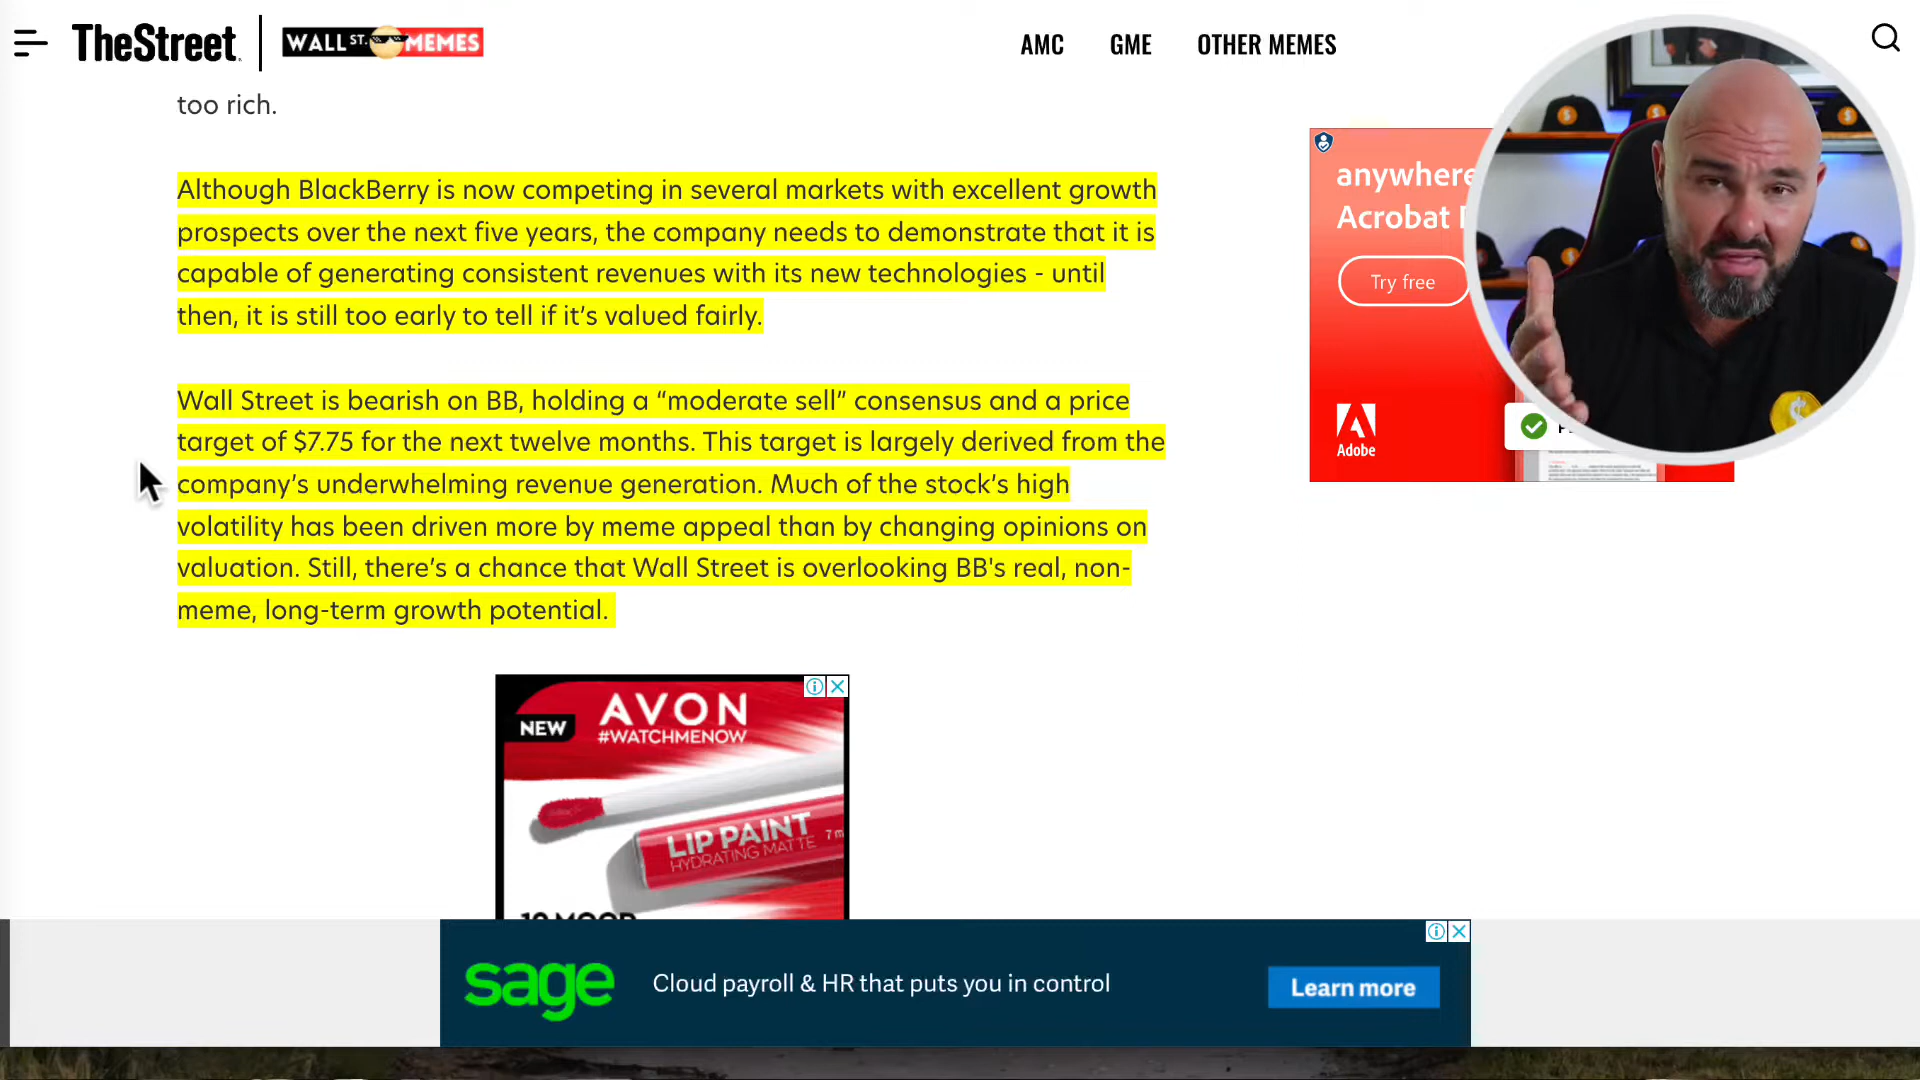 TheStreet
WALL ST. MEMES
AMC
GME
OTHER MEMES
too rich.
Although BlackBerry is now competing in several markets with excellent growth
prospects over the next five years, the company needs to demonstrate that it is
capable of generating consistent revenues with its new technologies - until
then, it is still too early to tell if it’s valued fairly.
Wall Street is bearish on BB, holding a “moderate sell” consensus and a price
target of $7.75 for the next twelve months. This target is largely derived from the
company’s underwhelming revenue generation. Much of the stock’s high
volatility has been driven more by meme appeal than by changing opinions on
valuation. Still, there’s a chance that Wall Street is overlooking BB's real, non-
meme, long-term growth potential.
anywhere
Acrobat
Try free
Adobe
NEW
AVON
#WATCHMENOW
LIP PAINT
HYDRATING MATTE
sage
Cloud payroll & HR that puts you in control
Learn more